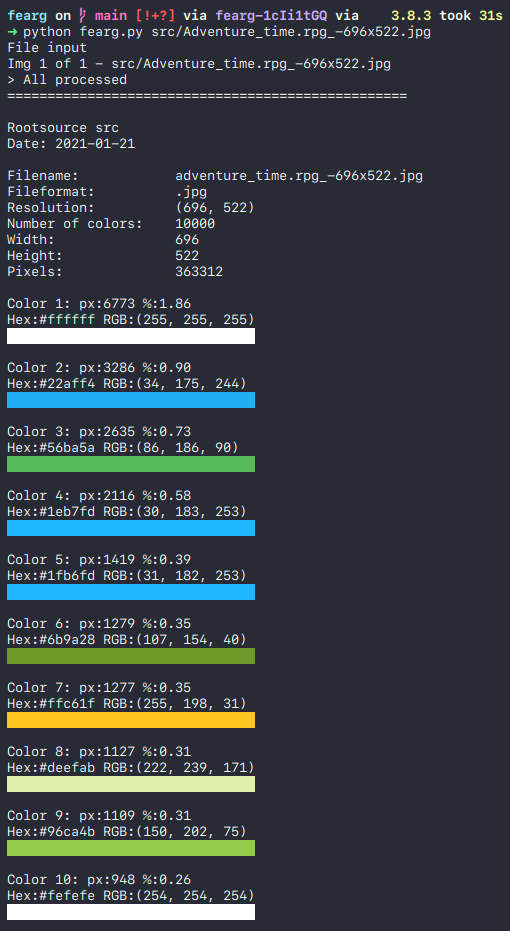 fearg on main [!+?] via fearg-1cIi1tGQ via 3.8.3 took 31s
➜ python fearg.py src/Adventure_time.rpg_-696x522.jpg
File input
Img 1 of 1 - src/Adventure_time.rpg_-696x522.jpg
> All processed
==================================================
Rootsource src
Date: 2021-01-21
Filename: adventure_time.rpg_-696x522.jpg
Fileformat: .jpg
Resolution: (696, 522)
Number of colors: 10000
Width: 696
Height: 522
Pixels: 363312
Color 1: px:6773 %:1.86
Hex:#ffffff RGB:(255, 255, 255)
Color 2: px:3286 %:0.90
Hex:#22aff4 RGB:(34, 175, 244)
Color 3: px:2635 %:0.73
Hex:#56ba5a RGB:(86, 186, 90)
Color 4: px:2116 %:0.58
Hex:#1eb7fd RGB:(30, 183, 253)
Color 5: px:1419 %:0.39
Hex:#1fb6fd RGB:(31, 182, 253)
Color 6: px:1279 %:0.35
Hex:#6b9a28 RGB:(107, 154, 40)
Color 7: px:1277 %:0.35
Hex:#ffc61f RGB:(255, 198, 31)
Color 8: px:1127 %:0.31
Hex:#deefab RGB:(222, 239, 171)
Color 9: px:1109 %:0.31
Hex:#96ca4b RGB:(150, 202, 75)
Color 10: px:948 %:0.26
Hex:#fefefe RGB:(254, 254, 254)